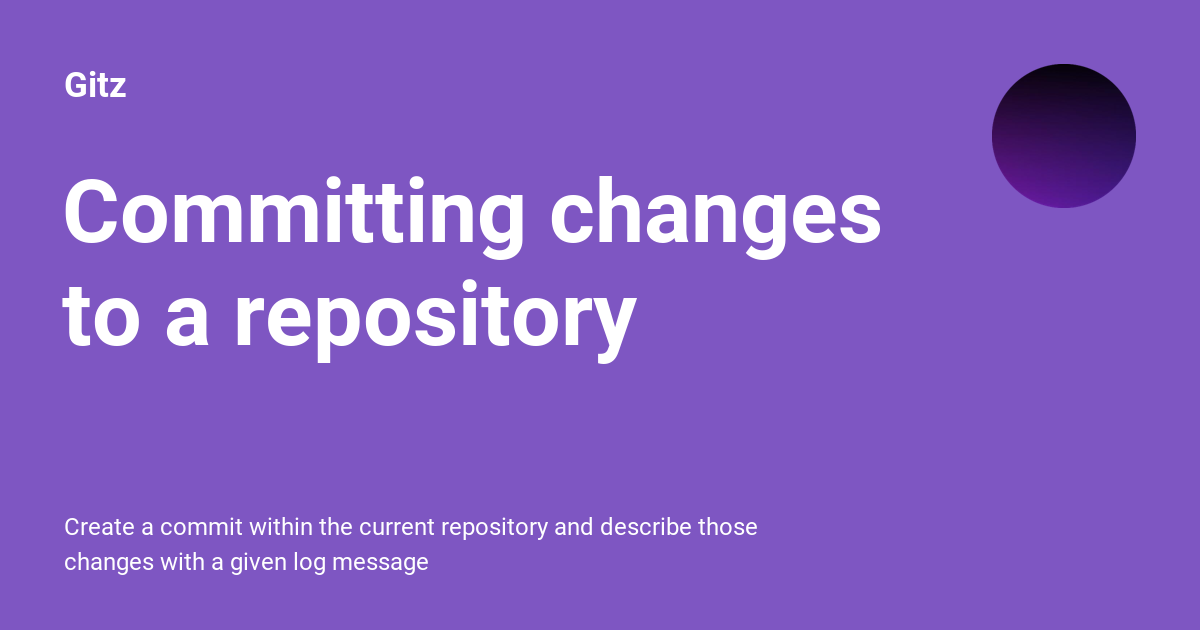 Gitz
Committing changes
to a repository
Create a commit within the current repository and describe those
changes with a given log message